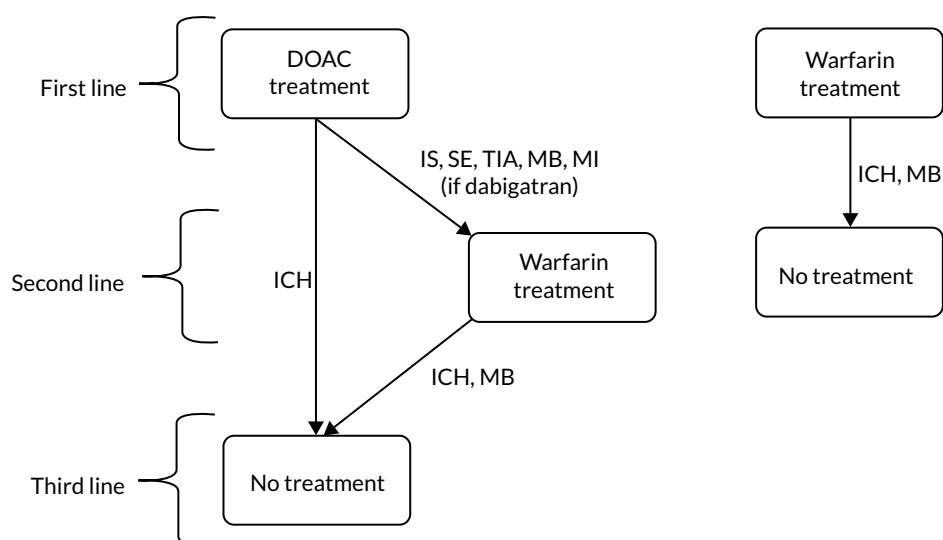 DOAC
treatment
Warfarin
treatment
First line
IS, SE, TIA, MB, MI
(if dabigatran)
ICH, MB
Second line
ICH
Warfarin
treatment
No treatment
ICH, MB
Third line
No treatment